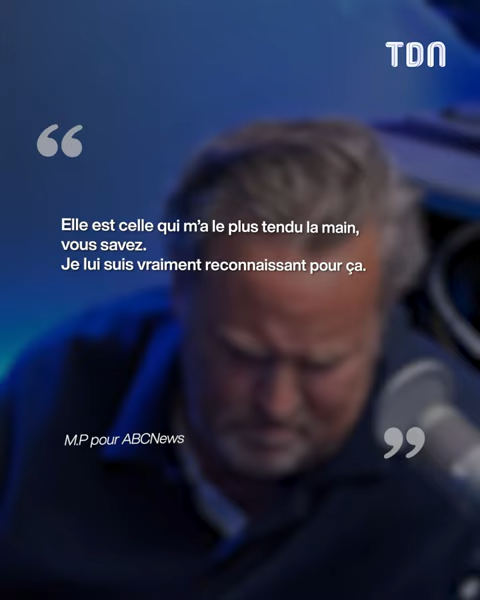 TDN
“
Elle est celle qui m’a le plus tendu la main,
vous savez.
Je lui suis vraiment reconnaissant pour ça.
M.P pour ABCNews
”